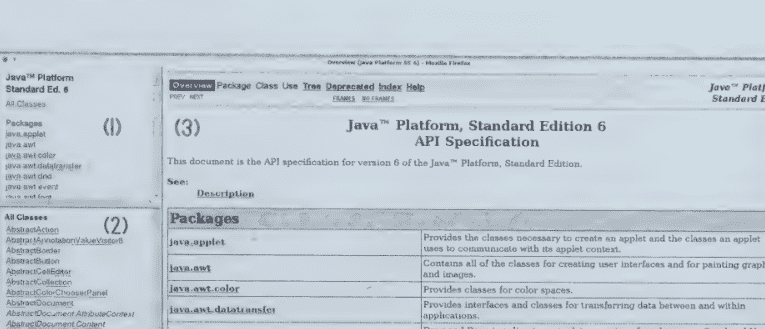 Overview (Java Platform SE 6) - Mozilla Firefox
Java™ Platform
Standard Ed. 6
All Classes
Packages
(1)
java.applet
java.awt
java.awt.color
java.awt.datatransfer
java.awt.dnd
java.awt.event
java.awt.font
All Classes
(2)
AbstractAction
AbstractAnnotationValueVisitor6
AbstractBorder
AbstractButton
AbstractCellEditor
AbstractCollection
AbstractColorChooserPanel
AbstractDocument
AbstractDocument.AttributeContext
AbstractDocument.Content
Overview Package Class Use Tree Deprecated Index Help
PREV NEXT
FRAMES NO FRAMES
Java™
Standard
(3)
Java™ Platform, Standard Edition 6
API Specification
This document is the API specification for version 6 of the Java™ Platform, Standard Edition.
See:
Description
Packages
java.applet
Provides the classes necessary to create an applet and the classes an applet
uses to communicate with its applet context.
java.awt
Contains all of the classes for creating user interfaces and for painting
and images.
java.awt.color
Provides classes for color spaces.
java.awt.datatransfer
Provides interfaces and classes for transferring data between and within
applications.